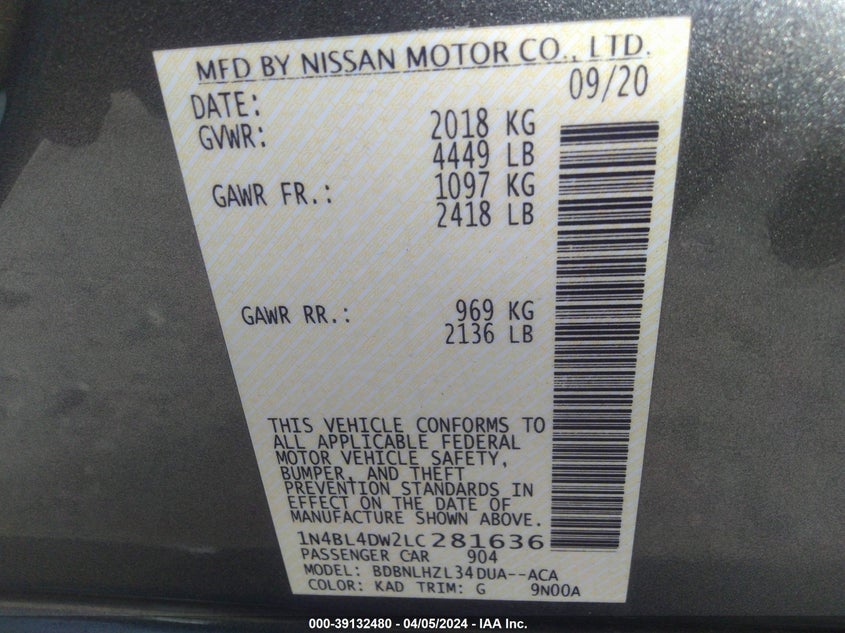 MFD BY NISSAN MOTOR CO., LTD.
DATE: 09/20
GVWR: 2018 KG
4449 LB
GAWR FR.: 1097 KG
2418 LB
GAWR RR.: 969 KG
2136 LB
THIS VEHICLE CONFORMS TO
ALL APPLICABLE FEDERAL
MOTOR VEHICLE SAFETY,
BUMPER, AND THEFT
PREVENTION STANDARDS IN
EFFECT ON THE DATE OF
MANUFACTURE SHOWN ABOVE.
1N4BL4DW2LC281636
PASSENGER CAR 904
MODEL: BDBNLHZL34DUA--ACA
COLOR: KAD TRIM: G 9N00A
000-39132480 - 04/05/2024 - IAA Inc.